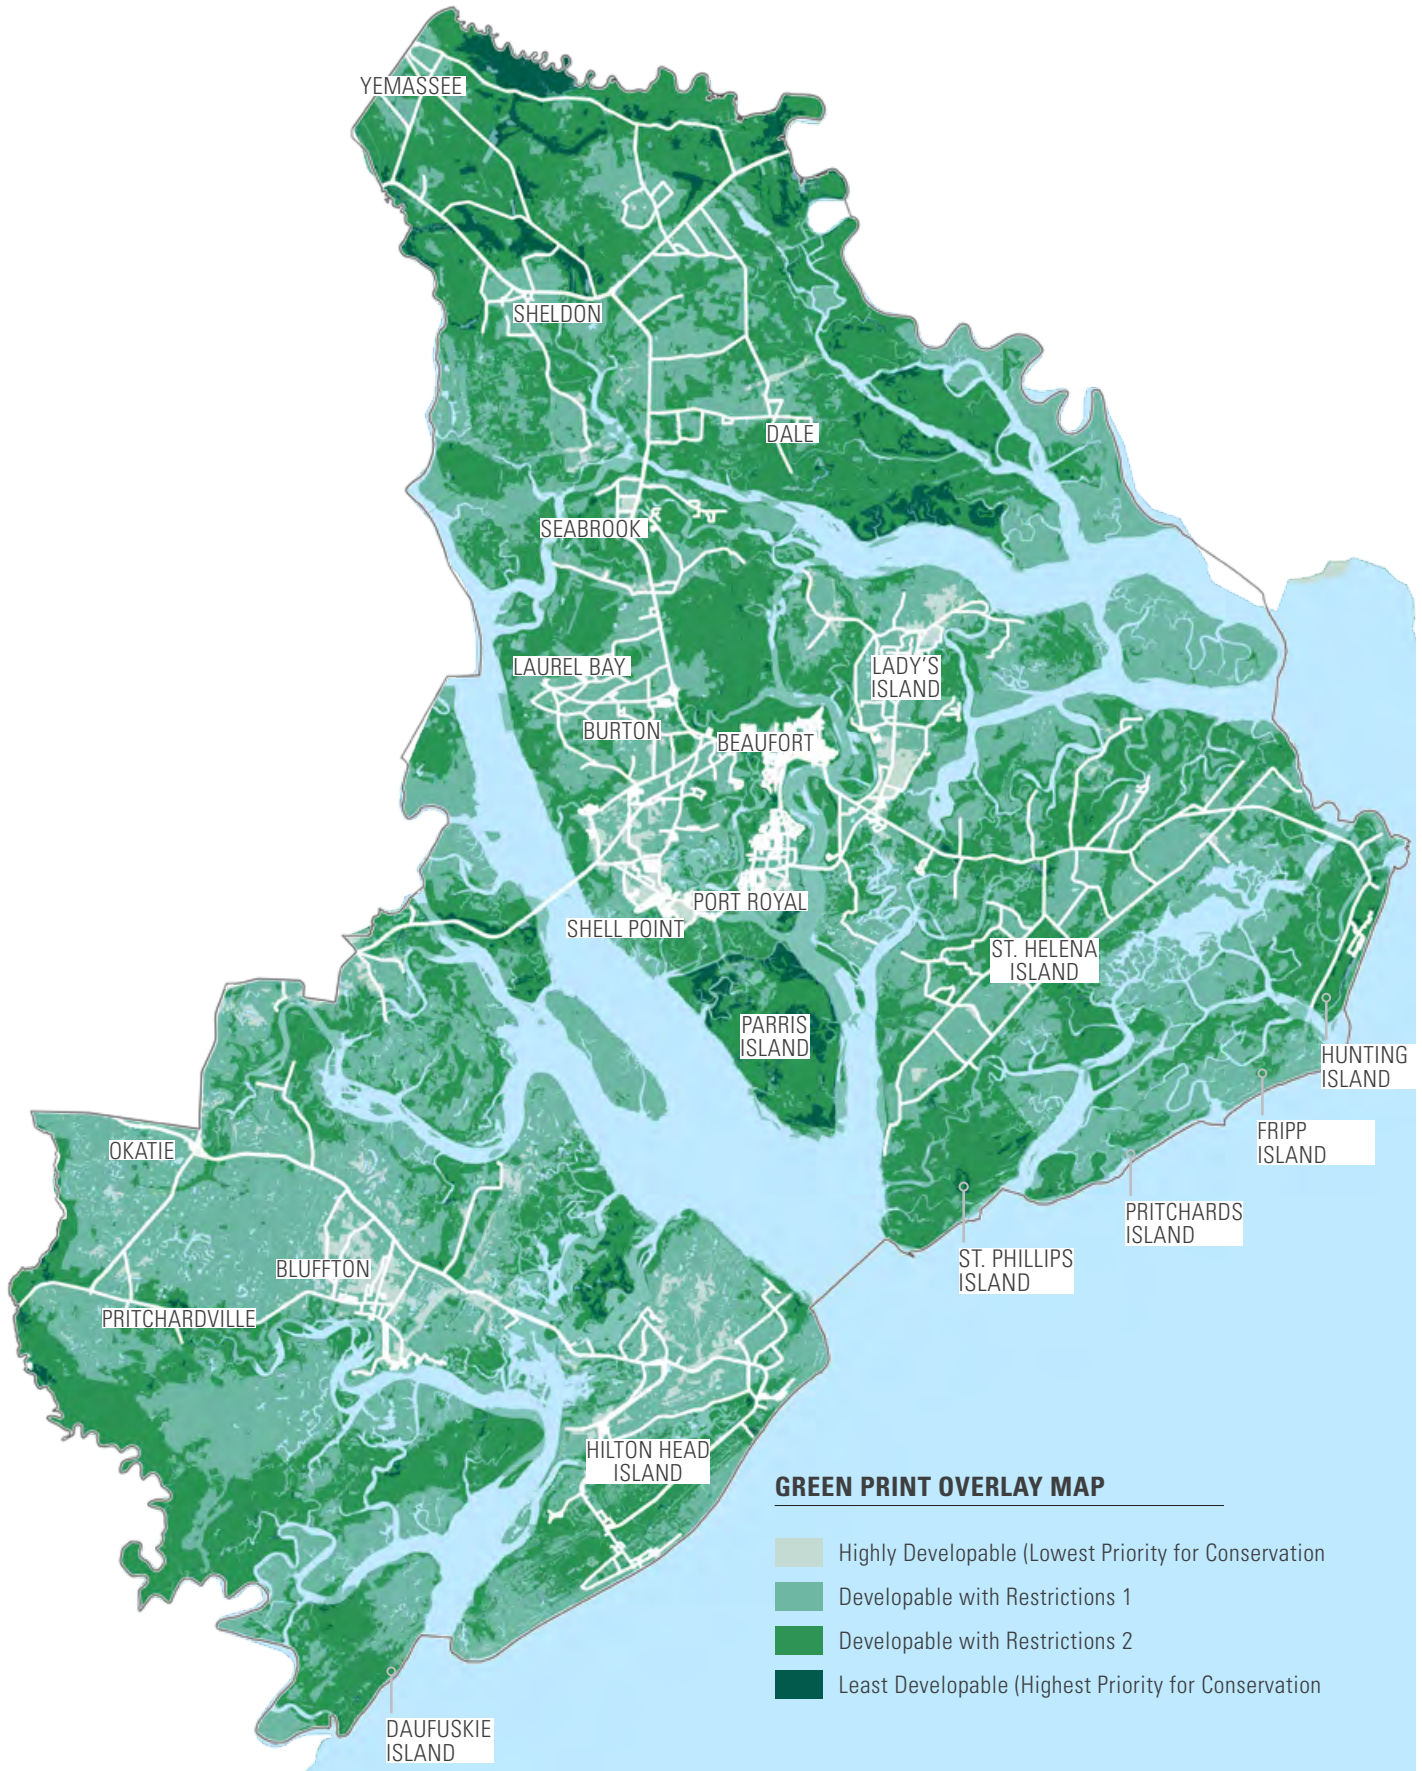 YEMASSEE
SHELDON
DALE
SEABROOK
LAUREL BAY
LADY'S
ISLAND
BURTON
BEAUFORT
PORT ROYAL
SHELL POINT
ST. HELENA
ISLAND
PARRIS
ISLAND
HUNTING
ISLAND
FRIPP
ISLAND
OKATIE
PRITCHARDS
ISLAND
ST. PHILLIPS
ISLAND
BLUFFTON
PRITCHARDVILLE
HILTON HEAD
ISLAND
DAUFUSKIE
ISLAND
GREEN PRINT OVERLAY MAP
Highly Developable (Lowest Priority for Conservation
Developable with Restrictions 1
Developable with Restrictions 2
Least Developable (Highest Priority for Conservation